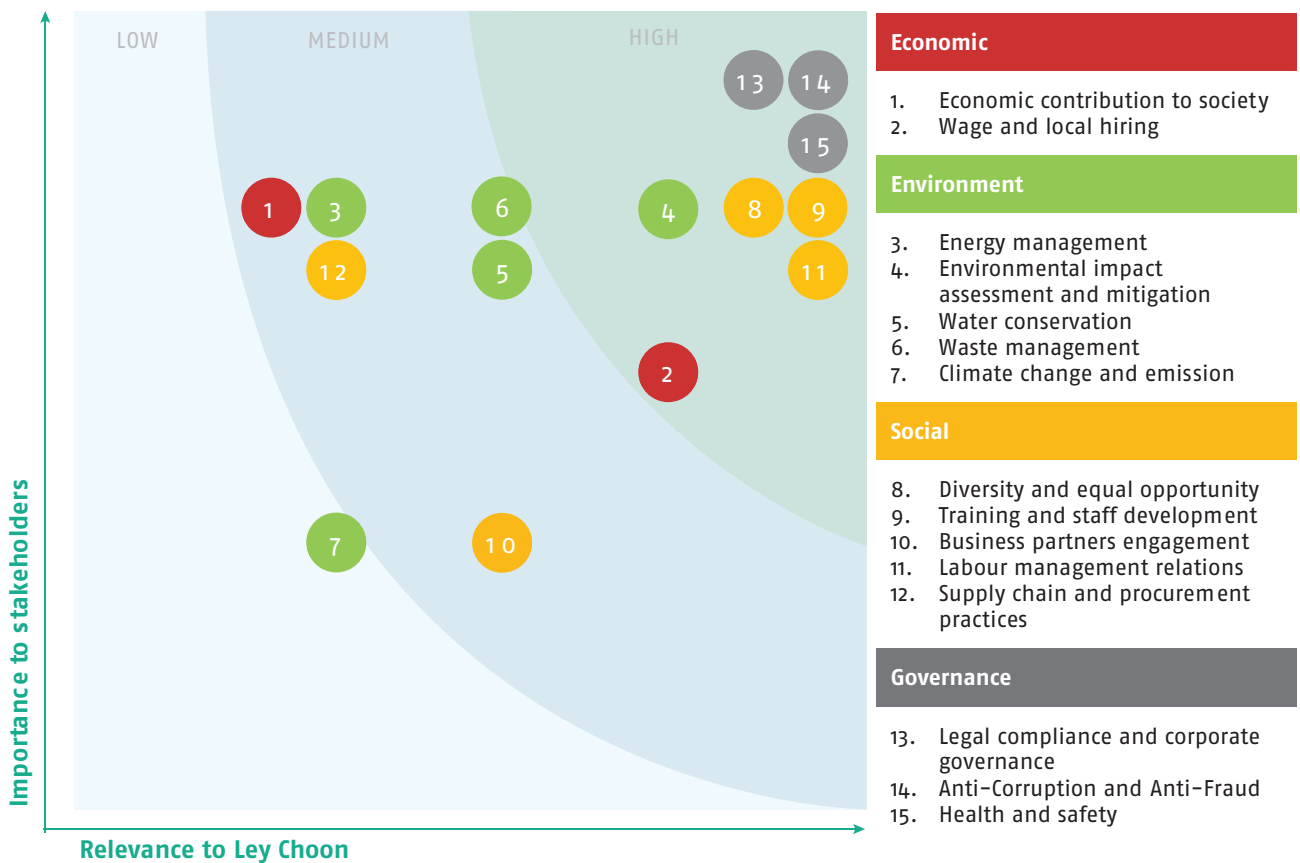 LOW
MEDIUM
HIGH
13
14
15
1
3
6
4
8
9
12
5
11
2
7
10
Importance to stakeholders
Relevance to Ley Choon
Economic
1. Economic contribution to society
2. Wage and local hiring
Environment
3. Energy management
4. Environmental impact
assessment and mitigation
5. Water conservation
6. Waste management
7. Climate change and emission
Social
8. Diversity and equal opportunity
9. Training and staff development
10. Business partners engagement
11. Labour management relations
12. Supply chain and procurement
practices
Governance
13. Legal compliance and corporate
governance
14. Anti-Corruption and Anti-Fraud
15. Health and safety